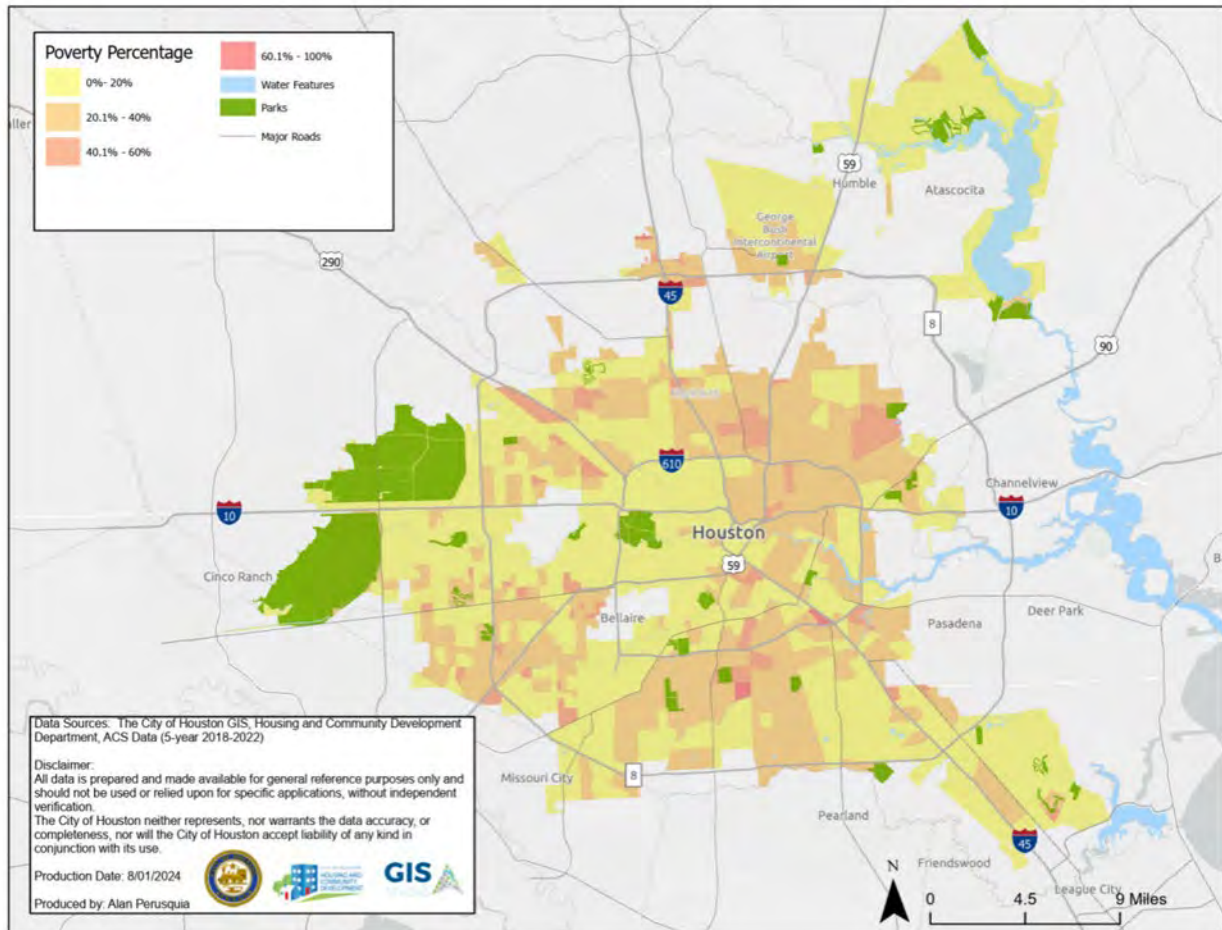 Poverty Percentage
0%- 20%
20.1% - 40%
40.1% - 60%
60.1% - 100%
Water Features
Parks
Major Roads
aller
59
Humble
Atascocita
George
Bush
Intercontinental
Airport
290
45
8
90
610
Channelview
10
10
Houston
59
Cinco Ranch
Bellaire
Pasadena
Deer Park
B
Missouri City
8
Pearland
45
Friendswood
League City
N
0 4.5 9 Miles
Data Sources: The City of Houston GIS, Housing and Community Development
Department, ACS Data (5-year 2018-2022)
Disclaimer:
All data is prepared and made available for general reference purposes only and
should not be used or relied upon for specific applications, without independent
verification.
The City of Houston neither represents, nor warrants the data accuracy, or
completeness, nor will the City of Houston accept liability of any kind in
conjunction with its use.
Production Date: 8/01/2024
HOUSING AND
COMMUNITY
DEVELOPMENT
GIS
Produced by: Alan Perusquia